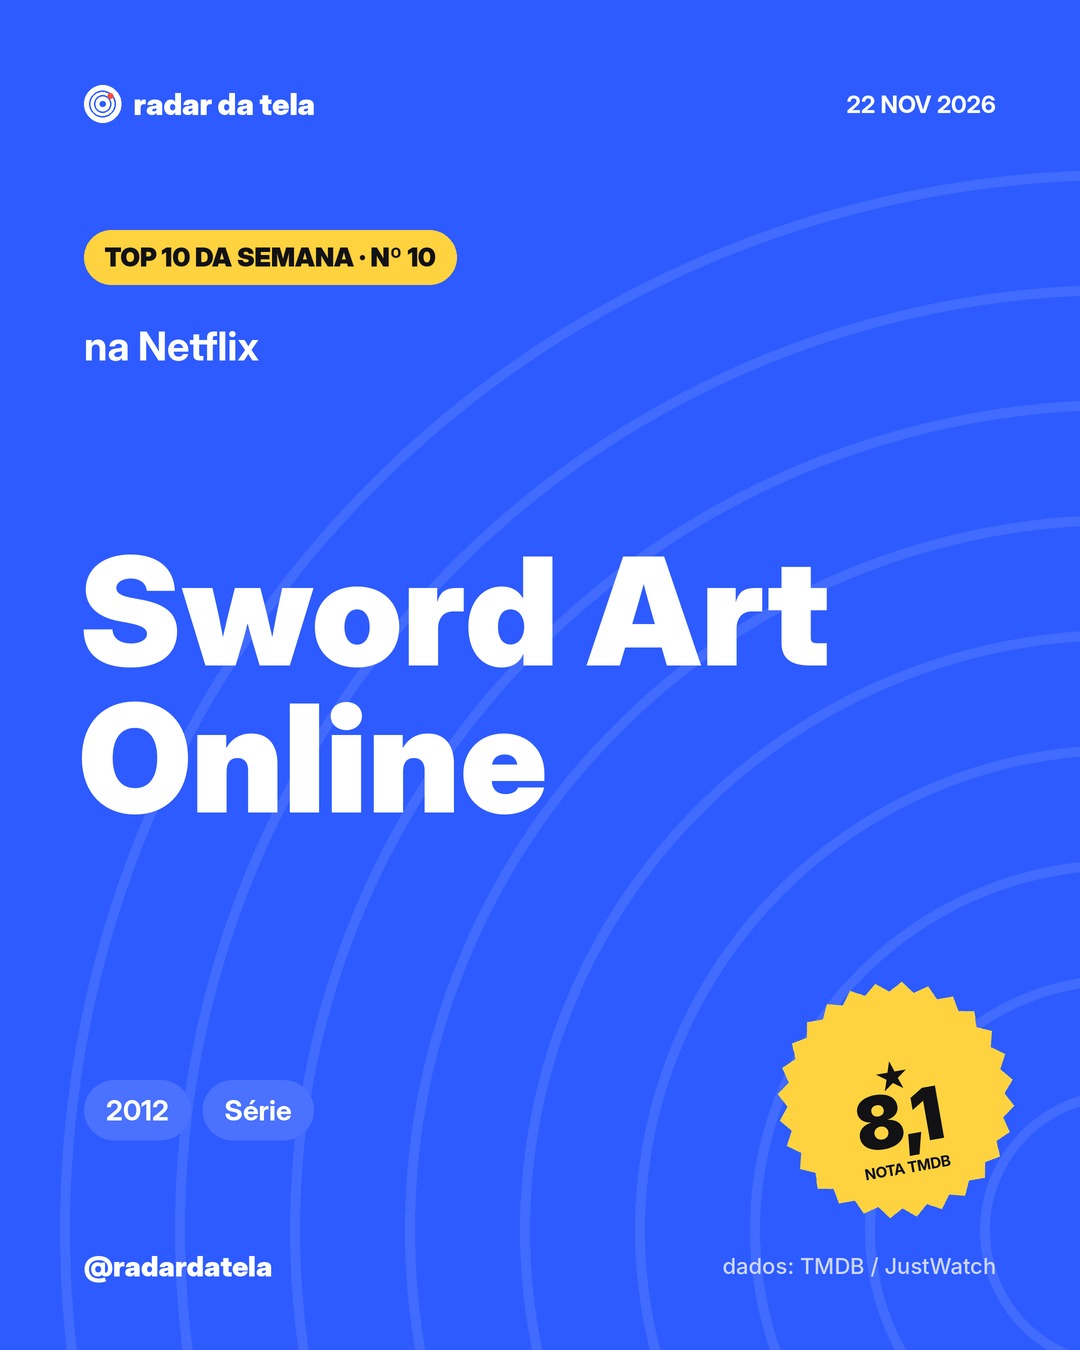 radar da tela
22 NOV 2026
TOP 10 DA SEMANA · Nº 10
na Netflix
Sword Art
Online
2012
Série
★
8,1
NOTA TMDB
@radardatela
dados: TMDB / JustWatch